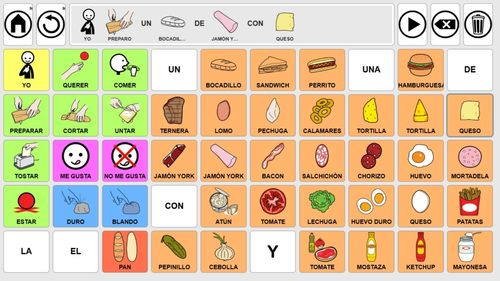 YO PREPARO UN BOCADIL... DE JAMÓN Y... CON QUESO
YO QUERER COMER UN BOCADILLO SANDWICH PERRITO UNA HAMBURGUESA DE
PREPARAR CORTAR UNTAR TERNERA LOMO PECHUGA CALAMARES TORTILLA TORTILLA QUESO
TOSTAR ME GUSTA NO ME GUSTA JAMÓN YORK JAMÓN YORK BACON SALCHICHÓN CHORIZO HUEVO MORTADELA
ESTAR DURO BLANDO CON ATÚN TOMATE LECHUGA HUEVO DURO QUESO PATATAS
LA EL PAN PEPINILLO CEBOLLA Y TOMATE MOSTAZA KETCHUP MAYONESA